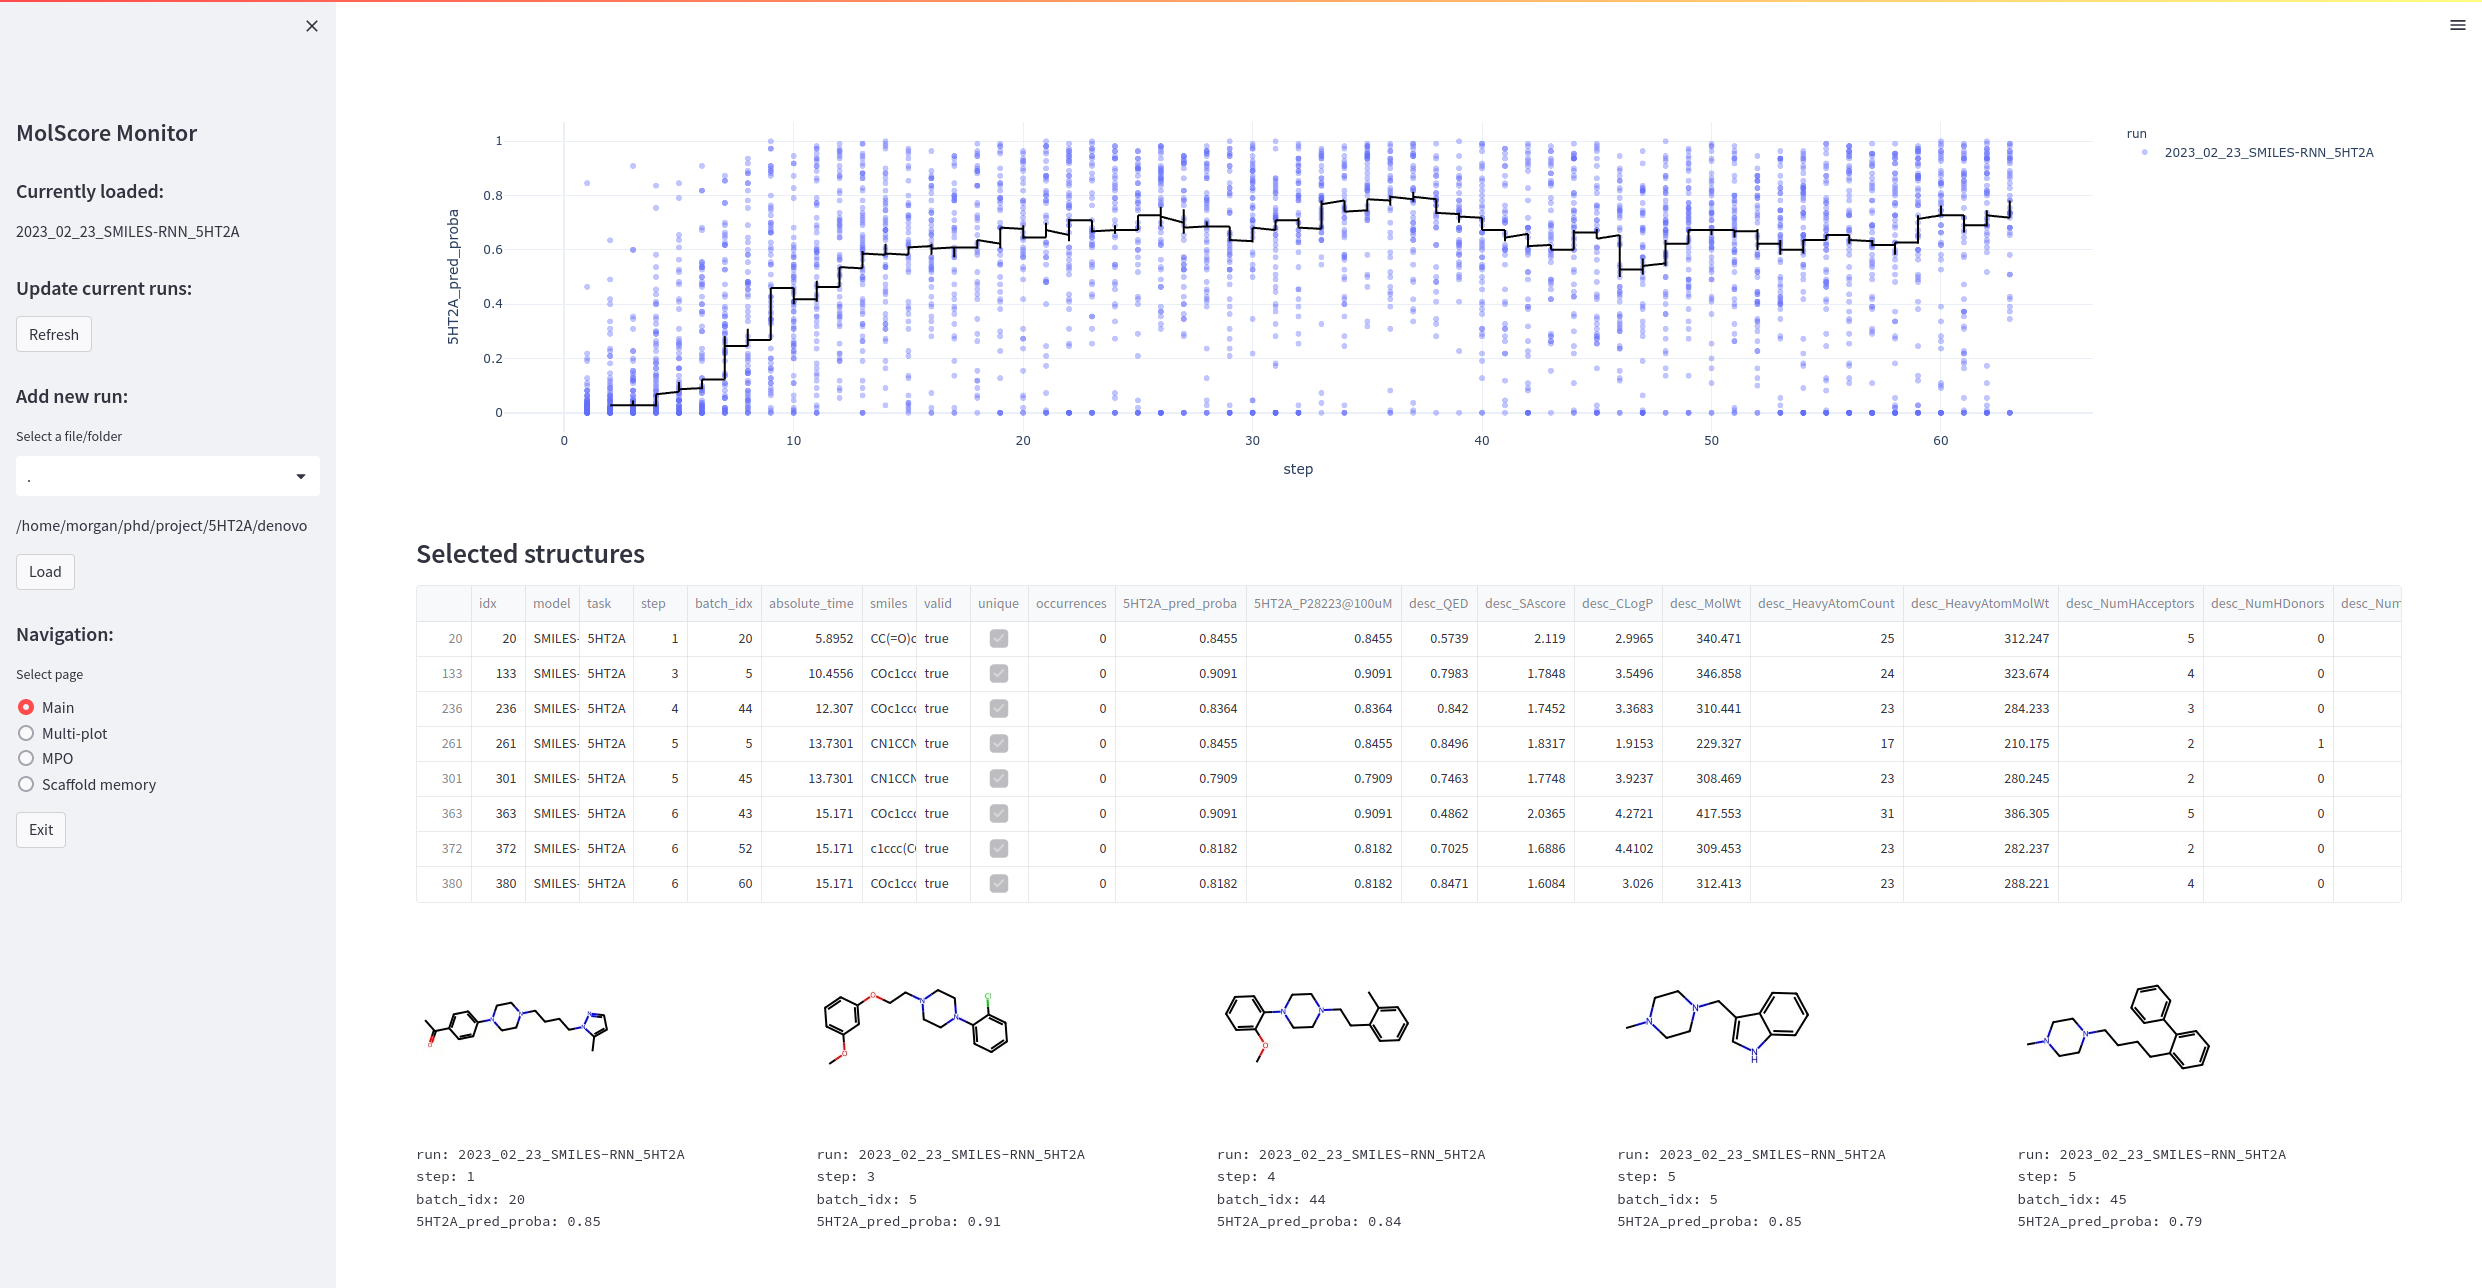 MolScore Monitor
Currently loaded:
2023_02_23_SMILES-RNN_5HT2A
Update current runs:
Refresh
Add new run:
Select a file/folder
.
/home/morgan/phd/project/5HT2A/denovo
Load
Navigation:
Select page
Main
Multi-plot
MPO
Scaffold memory
Exit
5HT2A_pred_proba
1
0.8
0.6
0.4
0.2
0
0 10 20 30 40 50 60
step
run
2023_02_23_SMILES-RNN_5HT2A
Selected structures
idx model task step batch_idx absolute_time smiles valid unique occurrences 5HT2A_pred_proba 5HT2A_P28223@100uM desc_QED desc_SAscore desc_CLogP desc_MolWt desc_HeavyAtomCount desc_HeavyAtomMolWt desc_NumHAcceptors desc_NumHDonors desc_Num
20 20 SMILES- 5HT2A 1 20 5.8952 CC(=O)c true 0 0.8455 0.8455 0.5739 2.119 2.9965 340.471 25 312.247 5 0
133 133 SMILES- 5HT2A 3 5 10.4556 COc1ccc true 0 0.9091 0.9091 0.7983 1.7848 3.5496 346.858 24 323.674 4 0
236 236 SMILES- 5HT2A 4 44 12.307 COc1ccc true 0 0.8364 0.8364 0.842 1.7452 3.3683 310.441 23 284.233 3 0
261 261 SMILES- 5HT2A 5 5 13.7301 CN1CCN true 0 0.8455 0.8455 0.8496 1.8317 1.9153 229.327 17 210.175 2 1
301 301 SMILES- 5HT2A 5 45 13.7301 CN1CCN true 0 0.7909 0.7909 0.7463 1.7748 3.9237 308.469 23 280.245 2 0
363 363 SMILES- 5HT2A 6 43 15.171 COc1ccc true 0 0.9091 0.9091 0.4862 2.0365 4.2721 417.553 31 386.305 5 0
372 372 SMILES- 5HT2A 6 52 15.171 c1ccc(C true 0 0.8182 0.8182 0.7025 1.6886 4.4102 309.453 23 282.237 2 0
380 380 SMILES- 5HT2A 6 60 15.171 COc1ccc true 0 0.8182 0.8182 0.8471 1.6084 3.026 312.413 23 288.221 4 0
O N N N N
O O N N Cl
N N O
N N N H
N N
run: 2023_02_23_SMILES-RNN_5HT2A
step: 1
batch_idx: 20
5HT2A_pred_proba: 0.85
run: 2023_02_23_SMILES-RNN_5HT2A
step: 3
batch_idx: 5
5HT2A_pred_proba: 0.91
run: 2023_02_23_SMILES-RNN_5HT2A
step: 4
batch_idx: 44
5HT2A_pred_proba: 0.84
run: 2023_02_23_SMILES-RNN_5HT2A
step: 5
batch_idx: 5
5HT2A_pred_proba: 0.85
run: 2023_02_23_SMILES-RNN_5HT2A
step: 5
batch_idx: 45
5HT2A_pred_proba: 0.79